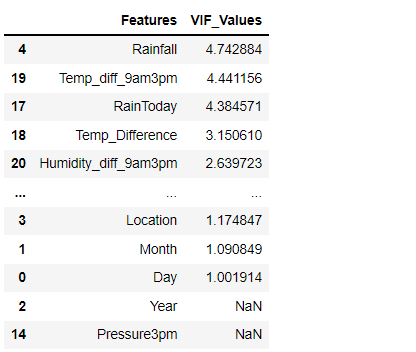 Features VIF_Values
4 Rainfall 4.742884
19 Temp_diff_9am3pm 4.441156
17 RainToday 4.384571
18 Temp_Difference 3.150610
20 Humidity_diff_9am3pm 2.639723
... ... ...
3 Location 1.174847
1 Month 1.090849
0 Day 1.001914
2 Year NaN
14 Pressure3pm NaN